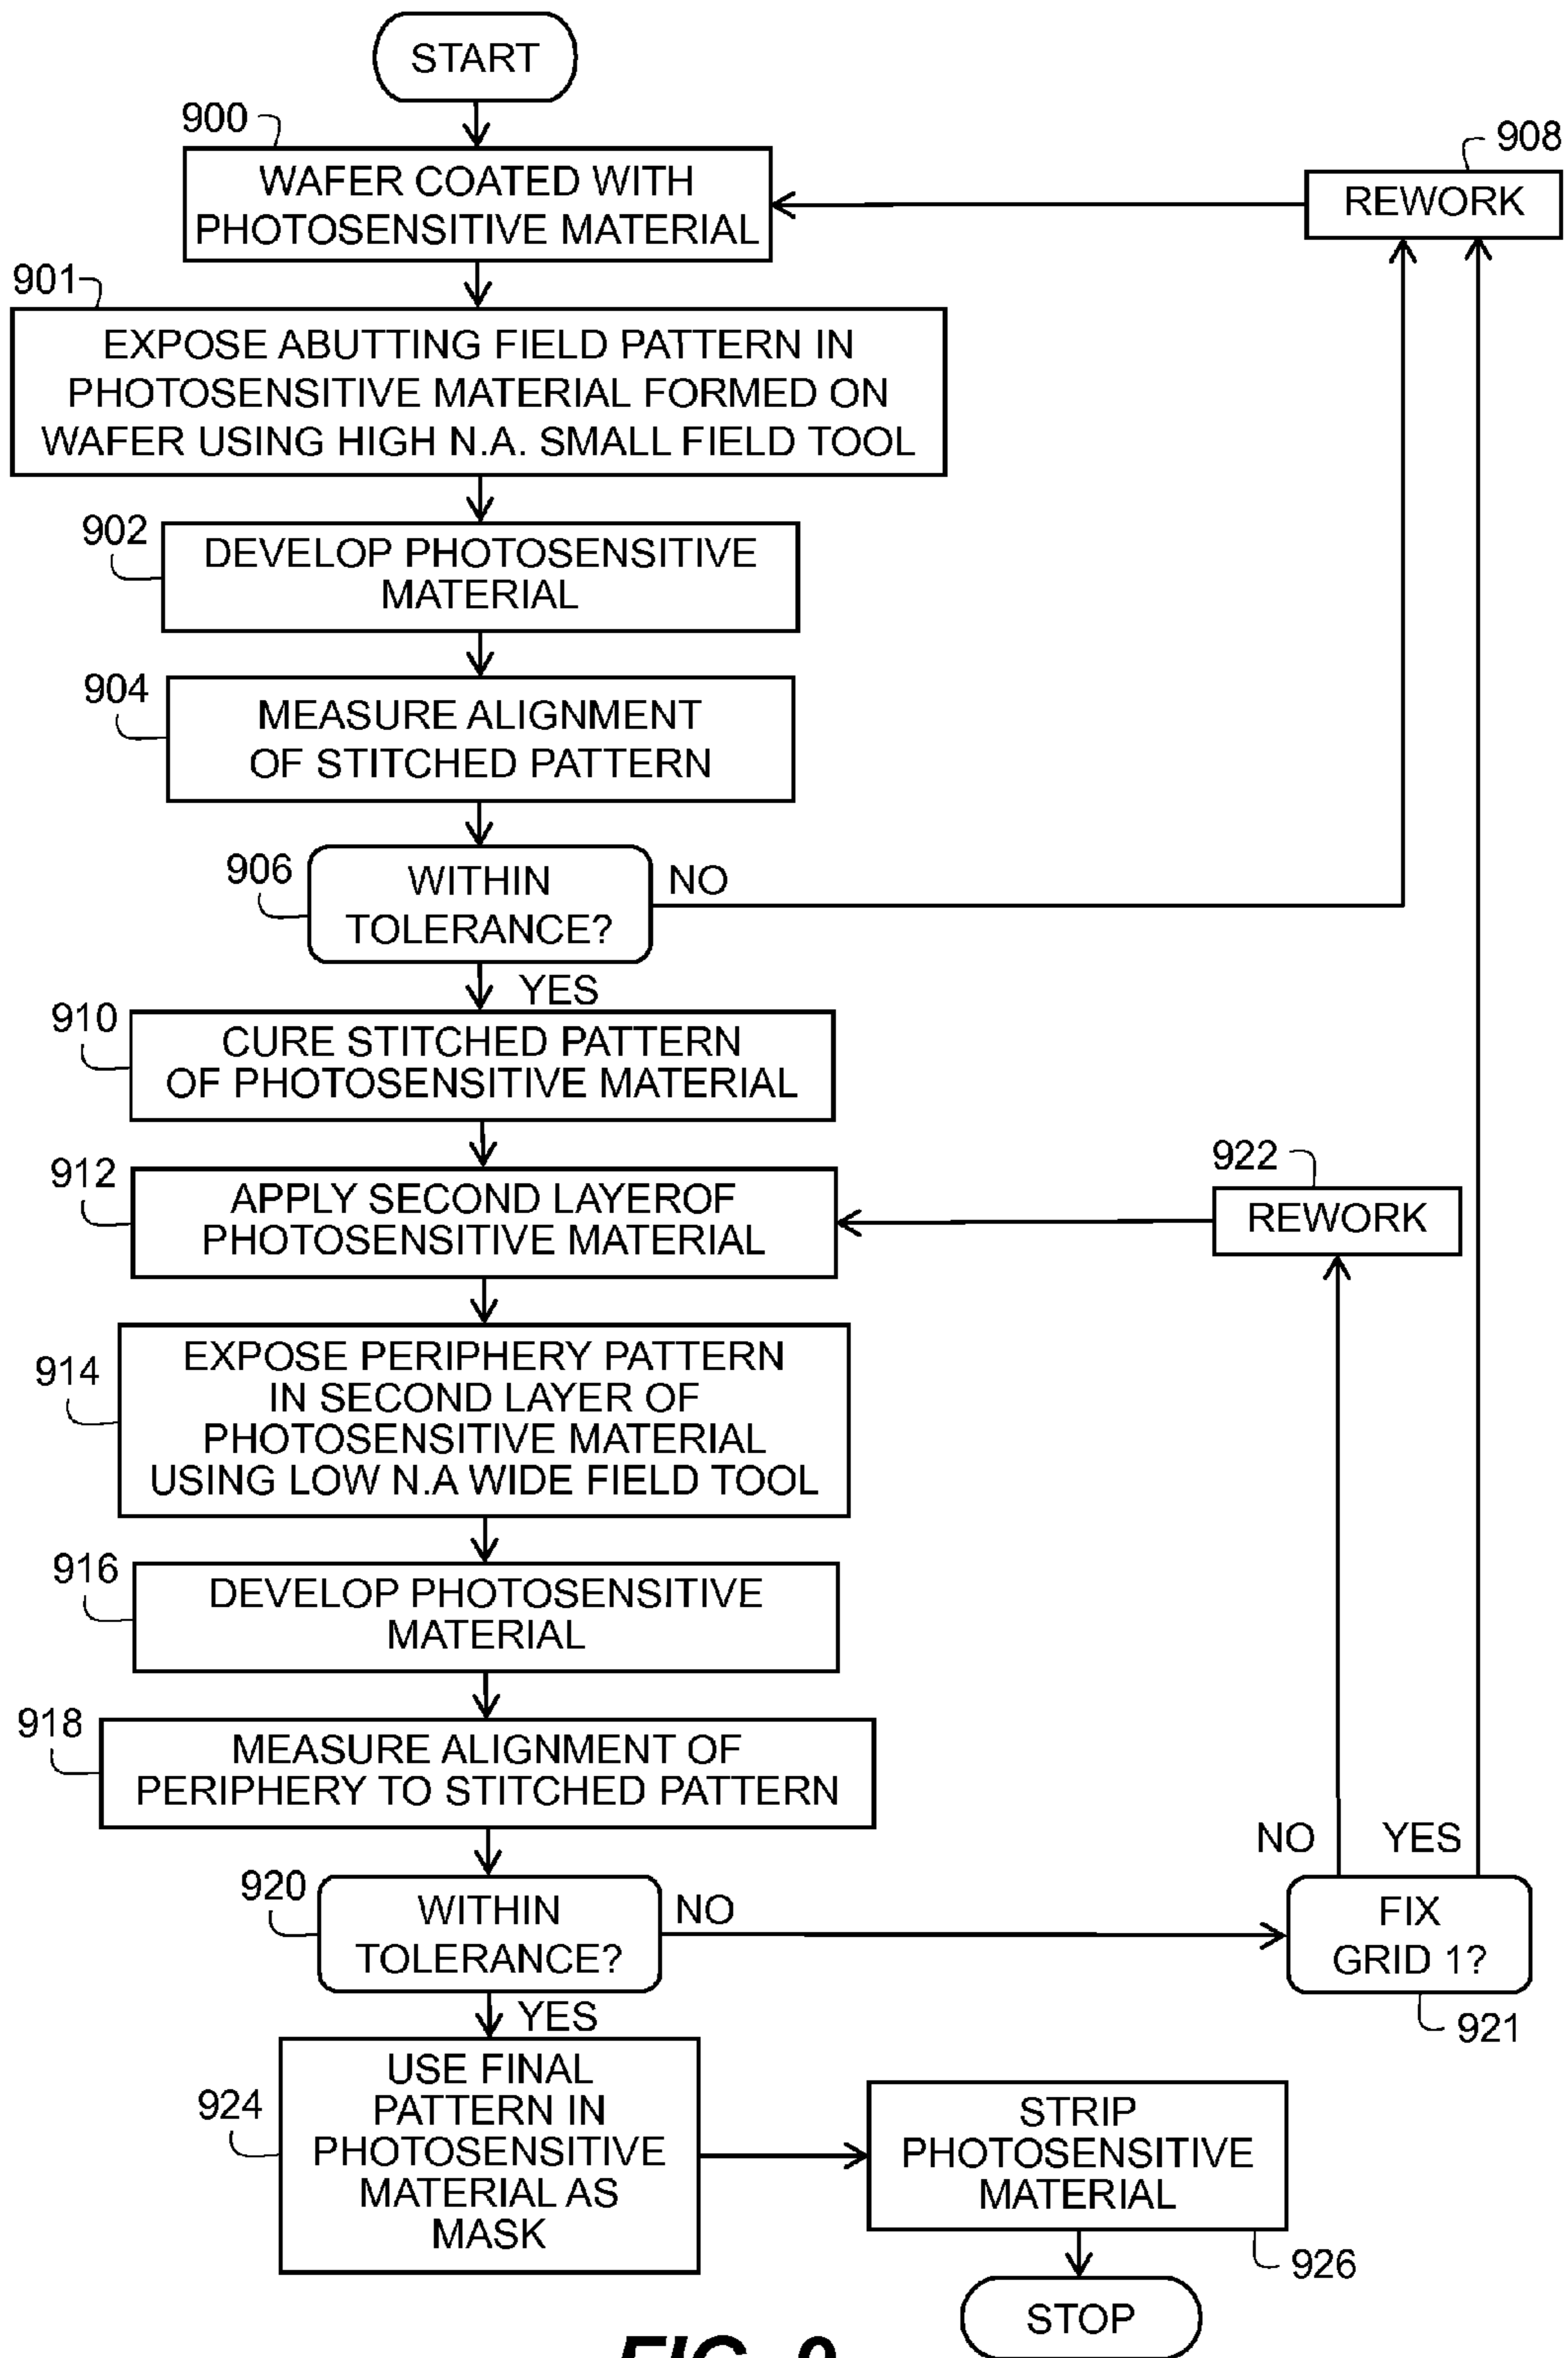 START
900
WAFER COATED WITH
PHOTOSENSITIVE MATERIAL
908
REWORK
901
EXPOSE ABUTTING FIELD PATTERN IN
PHOTOSENSITIVE MATERIAL FORMED ON
WAFER USING HIGH N.A. SMALL FIELD TOOL
902
DEVELOP PHOTOSENSITIVE
MATERIAL
904
MEASURE ALIGNMENT
OF STITCHED PATTERN
906
WITHIN
TOLERANCE?
NO
YES
910
CURE STITCHED PATTERN
OF PHOTOSENSITIVE MATERIAL
912
APPLY SECOND LAYEROF
PHOTOSENSITIVE MATERIAL
922
REWORK
914
EXPOSE PERIPHERY PATTERN
IN SECOND LAYER OF
PHOTOSENSITIVE MATERIAL
USING LOW N.A WIDE FIELD TOOL
916
DEVELOP PHOTOSENSITIVE
MATERIAL
918
MEASURE ALIGNMENT OF
PERIPHERY TO STITCHED PATTERN
920
WITHIN
TOLERANCE?
NO
NO
YES
FIX
GRID 1?
921
YES
924
USE FINAL
PATTERN IN
PHOTOSENSITIVE
MATERIAL AS
MASK
STRIP
PHOTOSENSITIVE
MATERIAL
926
STOP
FIG.